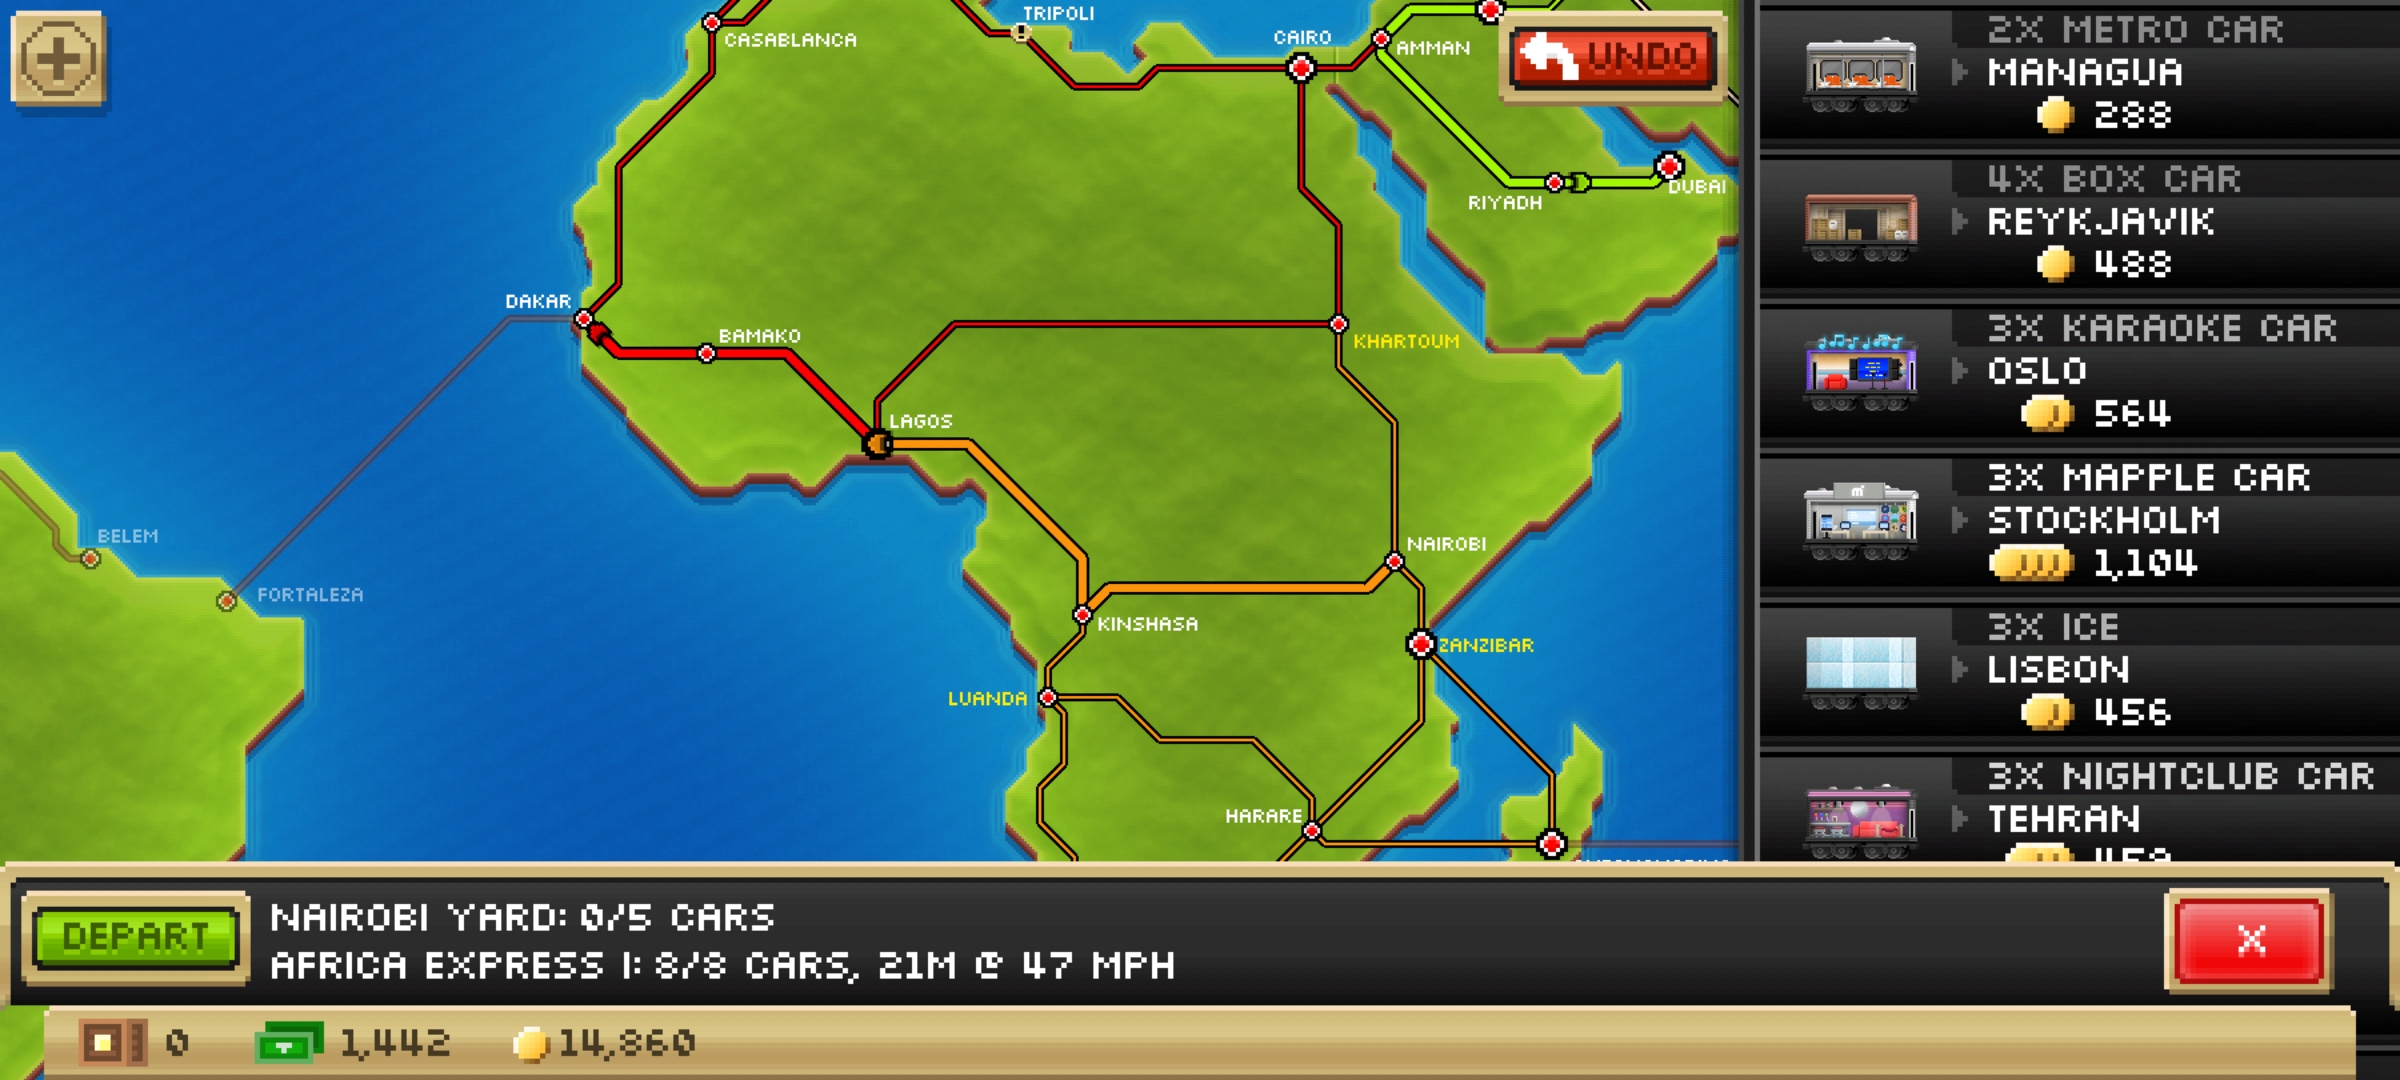 TRIPOLI
CASABLANCA
CAIRO
AMMAN
UNDO
RIYADH
DUBAI
DAKAR
BAMAKO
KHARTOUM
LAGOS
BELEM
NAIROBI
FORTALEZA
KINSHASA
ZANZIBAR
LUANDA
HARARE
2X METRO CAR
MANAGUA
288
4X BOX CAR
REYKJAVIK
488
3X KARAOKE CAR
OSLO
564
3X MAPPLE CAR
STOCKHOLM
1,104
3X ICE
LISBON
456
3X NIGHTCLUB CAR
TEHRAN
DEPART
NAIROBI YARD: 0/5 CARS
AFRICA EXPRESS I: 8/8 CARS, 21M @ 47 MPH
X
0
1,442
14,860